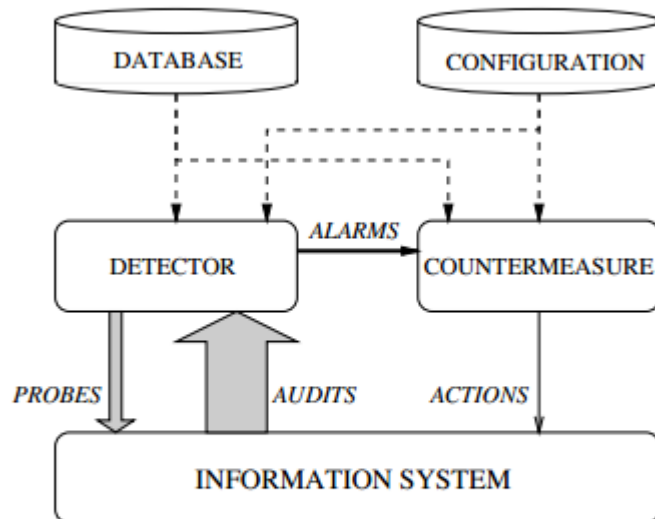 DATABASE
CONFIGURATION
ALARMS
DETECTOR
COUNTERMEASURE
PROBES
AUDITS
ACTIONS
INFORMATION SYSTEM